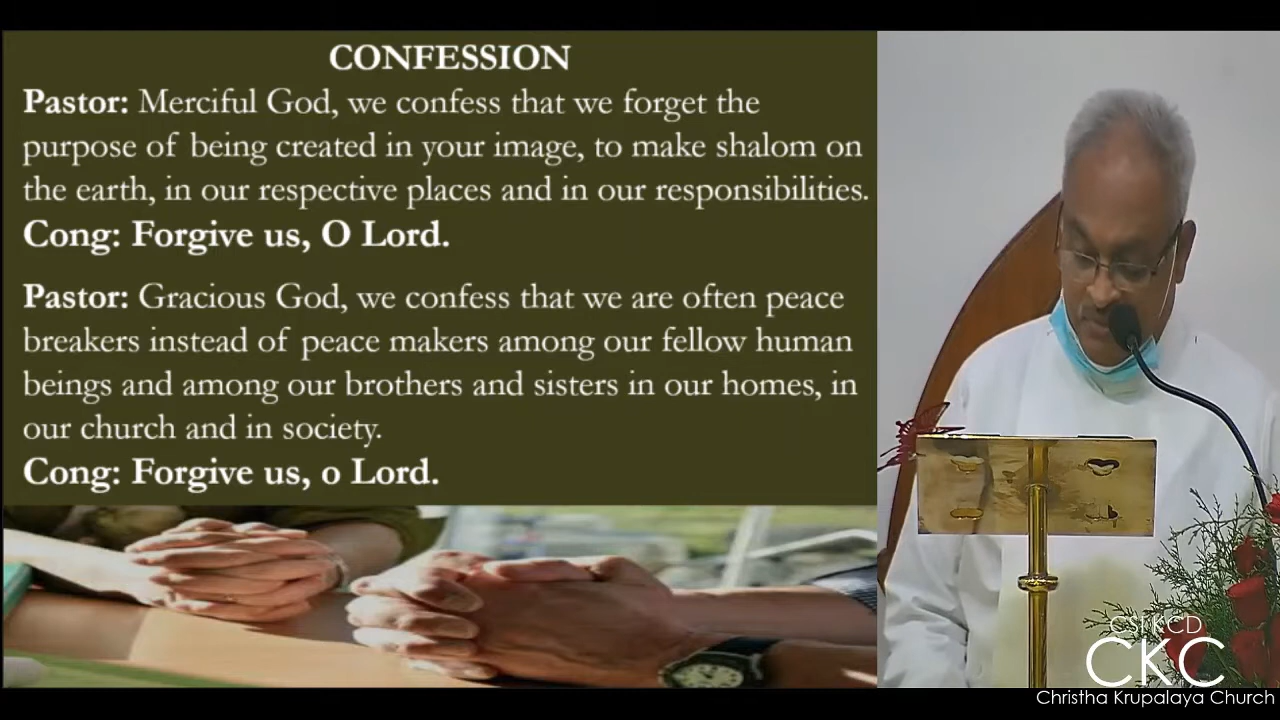 CONFESSION
Pastor: Merciful God, we confess that we forget the
purpose of being created in your image, to make shalom on
the earth, in our respective places and in our responsibilities.
Cong: Forgive us, O Lord.
Pastor: Gracious God, we confess that we are often peace
breakers instead of peace makers among our fellow human
beings and among our brothers and sisters in our homes, in
our church and in society.
Cong: Forgive us, o Lord.
CSI KCD
CKC
Christha Krupalaya Church